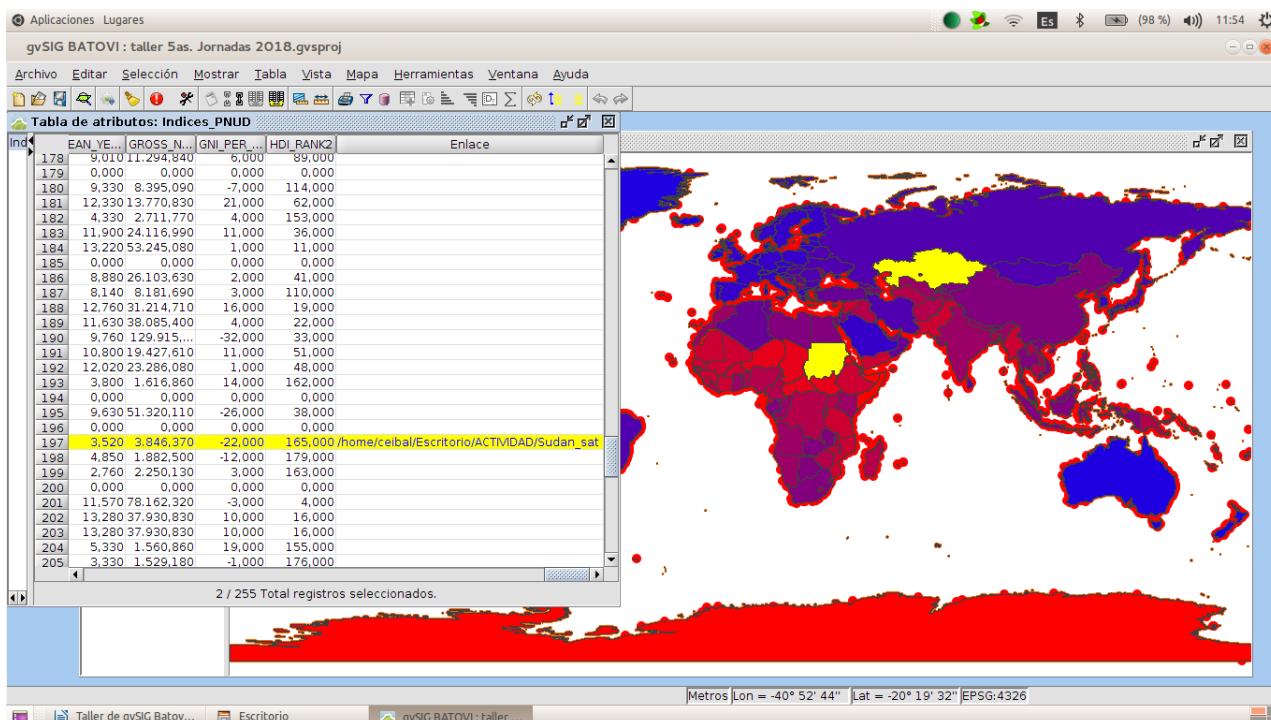 Aplicaciones Lugares
Es (98 %) 11:54
gvSIG BATOVI : taller 5as. Jornadas 2018.gvsproj
Archivo Editar Selección Mostrar Tabla Vista Mapa Herramientas Ventana Ayuda
Tabla de atributos: Indices_PNUD
Ind
EAN_YE... GROSS_N... GNI_PER_... HDI_RANK2 Enlace
178 9,010 11.294,840 6,000 89,000
179 0,000 0,000 0,000 0,000
180 9,330 8.395,090 -7,000 114,000
181 12,330 13.770,830 21,000 62,000
182 4,330 2.711,770 4,000 153,000
183 11,900 24.116,990 11,000 36,000
184 13,220 53.245,080 1,000 11,000
185 0,000 0,000 0,000 0,000
186 8,880 26.103,630 2,000 41,000
187 8,140 8.181,690 3,000 110,000
188 12,760 31.214,710 16,000 19,000
189 11,630 38.085,400 4,000 22,000
190 9,760 129.915,... -32,000 33,000
191 10,800 19.427,610 11,000 51,000
192 12,020 23.286,080 1,000 48,000
193 3,800 1.616,380 14,000 162,000
194 0,000 0,000 0,000 0,000
195 9,630 51.320,110 -26,000 38,000
196 0,000 0,000 0,000 0,000
197 3,520 3.846,370 -22,000 165,000 /home/ceibal/Escritorio/ACTIVIDAD/Sudan_sat
198 4,850 1.882,500 -12,000 179,000
199 2,760 2.250,130 3,000 163,000
200 0,000 0,000 0,000 0,000
201 11,570 78.162,320 -3,000 4,000
202 13,280 37.930,830 10,000 16,000
203 13,280 37.930,830 10,000 16,000
204 5,330 1.560,860 19,000 155,000
205 3,330 1.529,180 -1,000 176,000
2 / 255 Total registros seleccionados.
Metros Lon = -40° 52' 44" Lat = -20° 19' 32" EPSG:4326
Taller de gvSIG Batov... Escritorio gvSIG BATOVI : taller ...